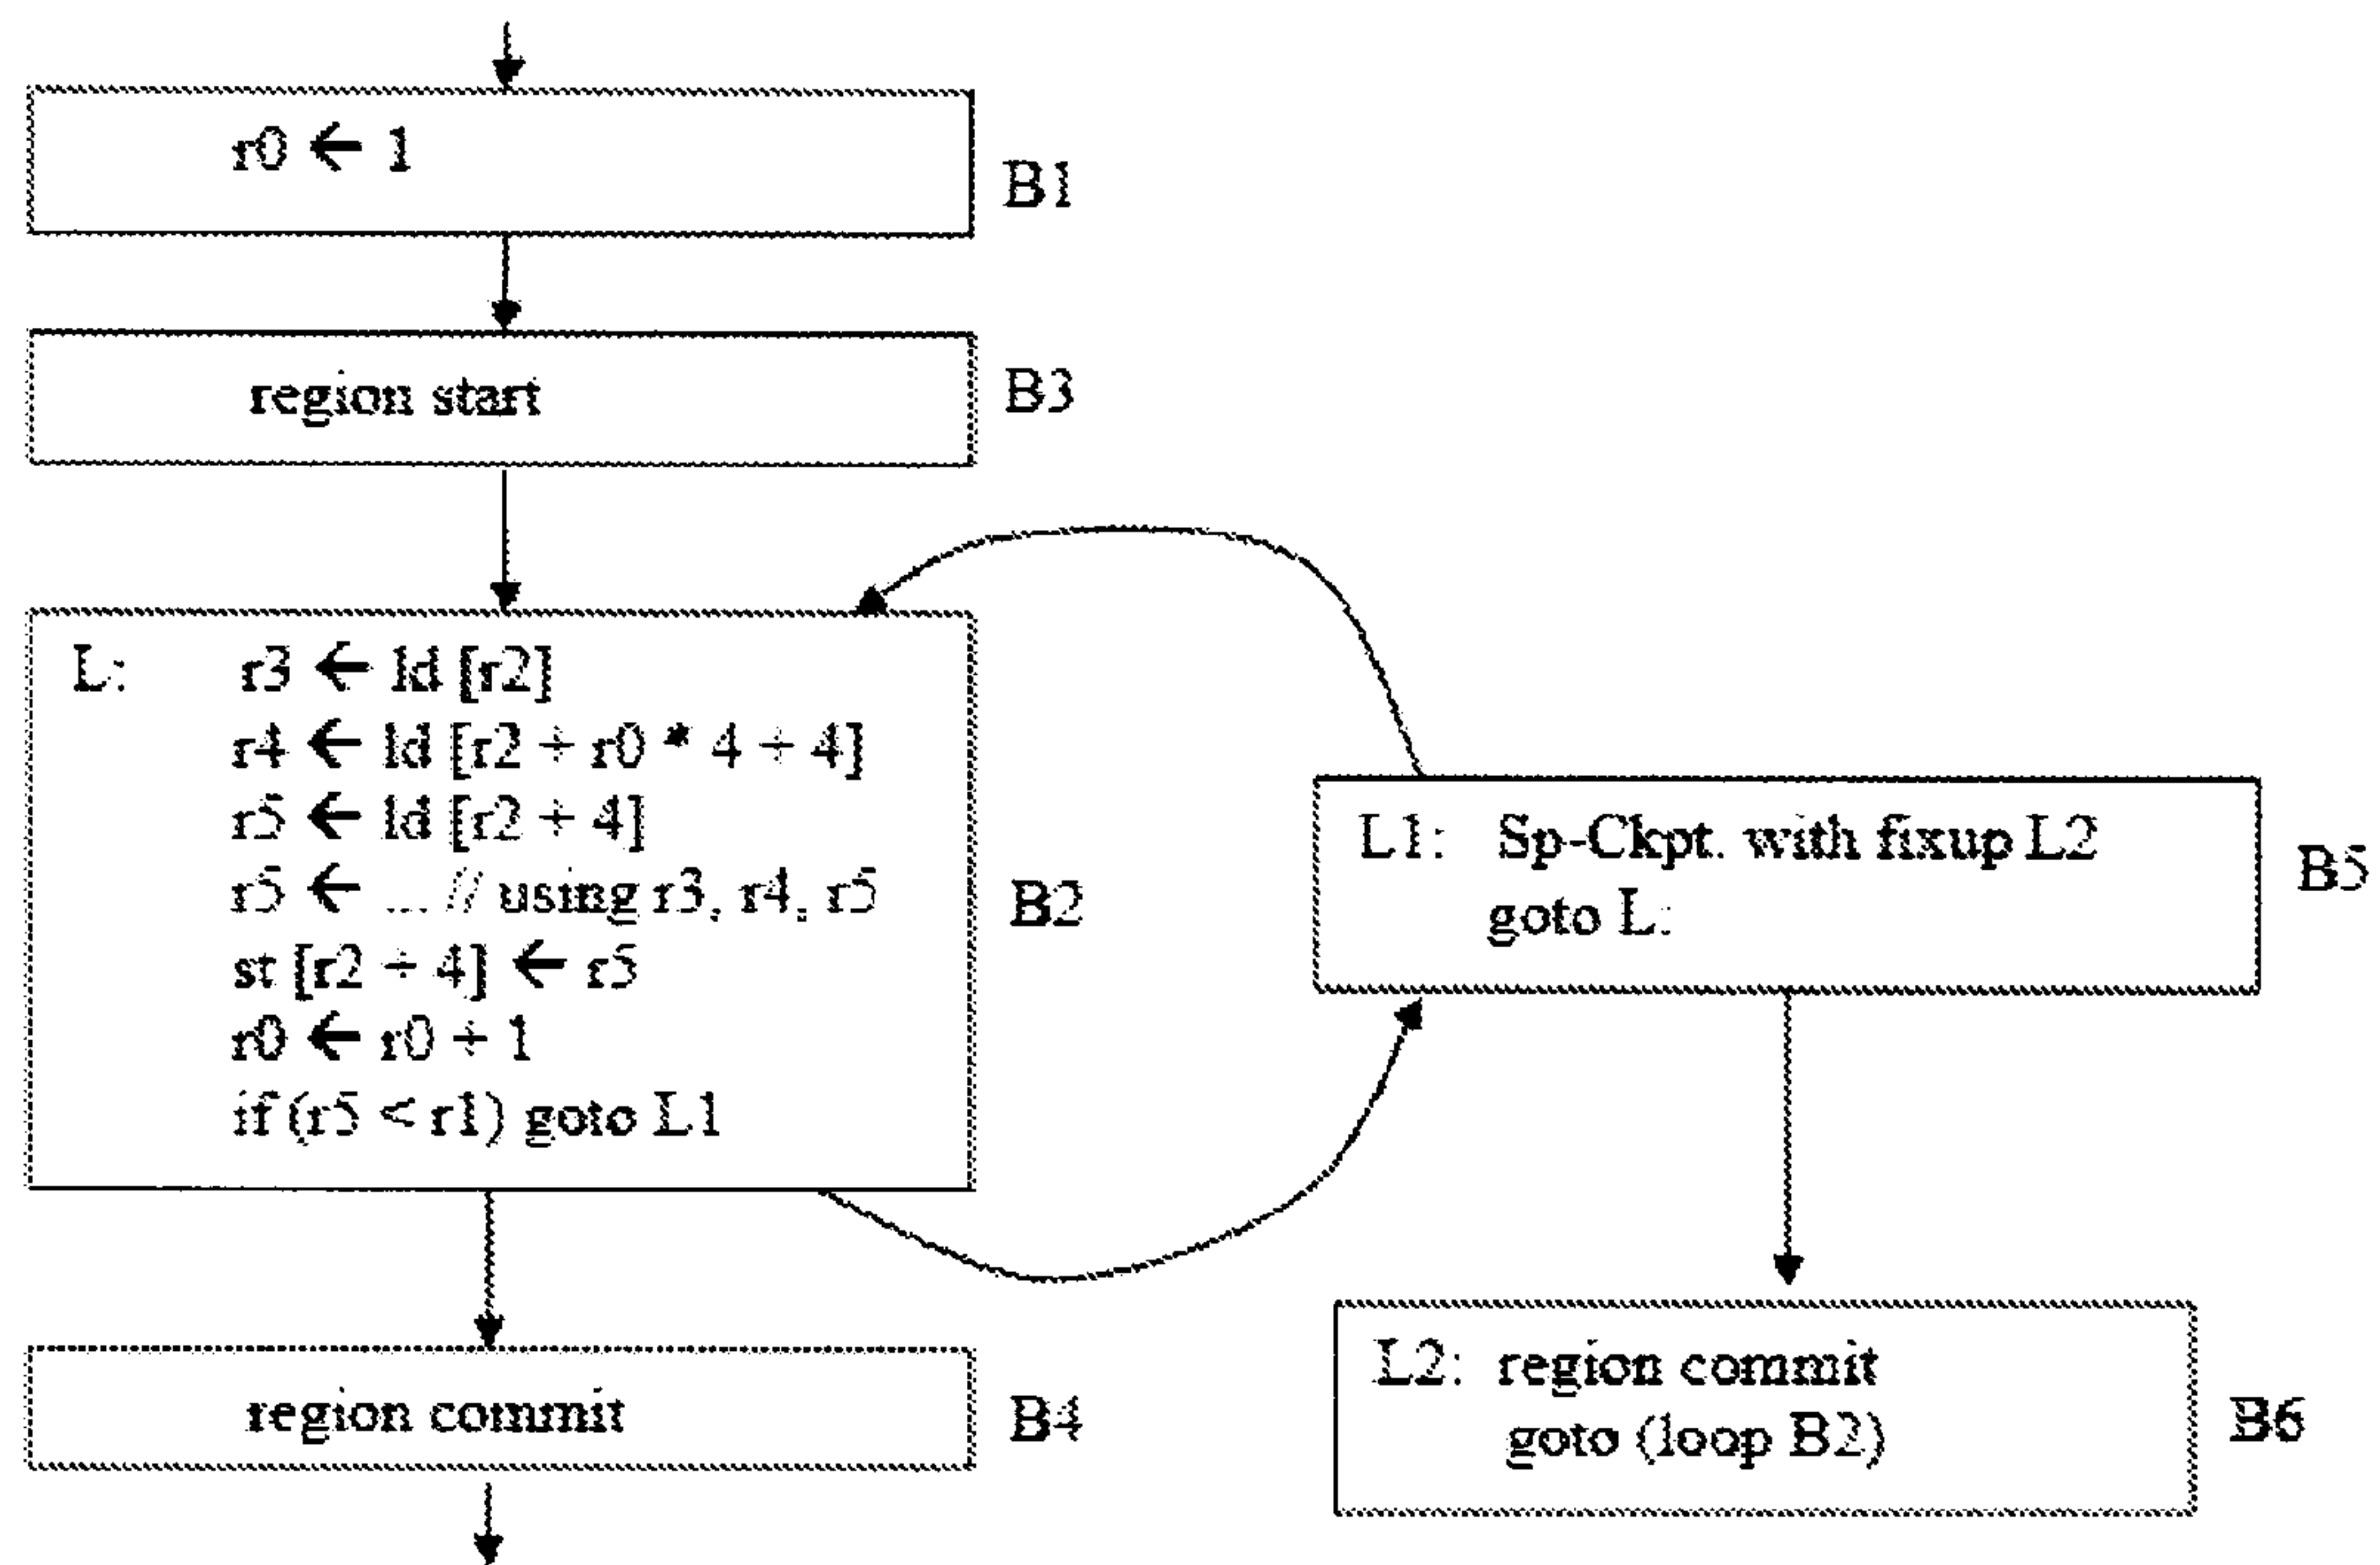 r0 ← 1
B1
region start
B3
L: r3 ← ld [r2]
r4 ← ld [r2 + r0 * 4 + 4]
r5 ← ld [r2 + 4]
r5 ← ... // using r3, r4, r5
st [r2 + 4] ← r5
r0 ← r0 + 1
if (r5 < r1) goto L1
B2
L1: Sp-Ckpt. with fixup L2
goto L:
B5
region commit
B4
L2: region commit
goto (loop B2)
B6